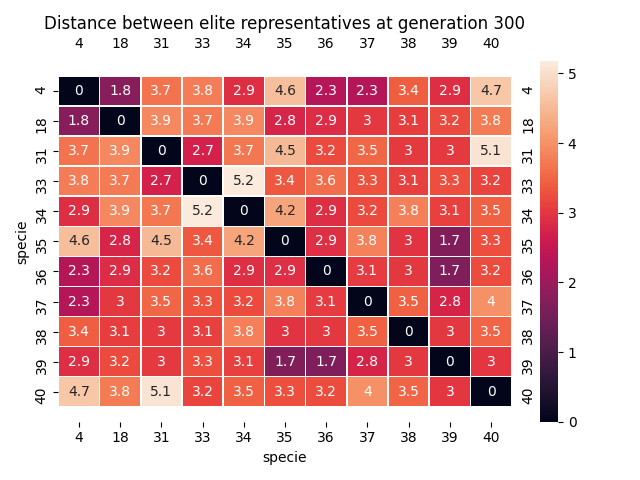 Distance between elite representatives at generation 300
4 18 31 33 34 35 36 37 38 39 40
4 0 1.8 3.7 3.8 2.9 4.6 2.3 2.3 3.4 2.9 4.7 4
18 1.8 0 3.9 3.7 3.9 2.8 2.9 3 3.1 3.2 3.8 18
31 3.7 3.9 0 2.7 3.7 4.5 3.2 3.5 3 3 5.1 31
33 3.8 3.7 2.7 0 5.2 3.4 3.6 3.3 3.1 3.3 3.2 33
34 2.9 3.9 3.7 5.2 0 4.2 2.9 3.2 3.8 3.1 3.5 34
35 4.6 2.8 4.5 3.4 4.2 0 2.9 3.8 3 1.7 3.3 35
36 2.3 2.9 3.2 3.6 2.9 2.9 0 3.1 3 1.7 3.2 36
37 2.3 3 3.5 3.3 3.2 3.8 3.1 0 3.5 2.8 4 37
38 3.4 3.1 3 3.1 3.8 3 3 3.5 0 3 3.5 38
39 2.9 3.2 3 3.3 3.1 1.7 1.7 2.8 3 0 3 39
40 4.7 3.8 5.1 3.2 3.5 3.3 3.2 4 3.5 3 0 40
4 18 31 33 34 35 36 37 38 39 40
specie
specie
5
4
3
2
1
0